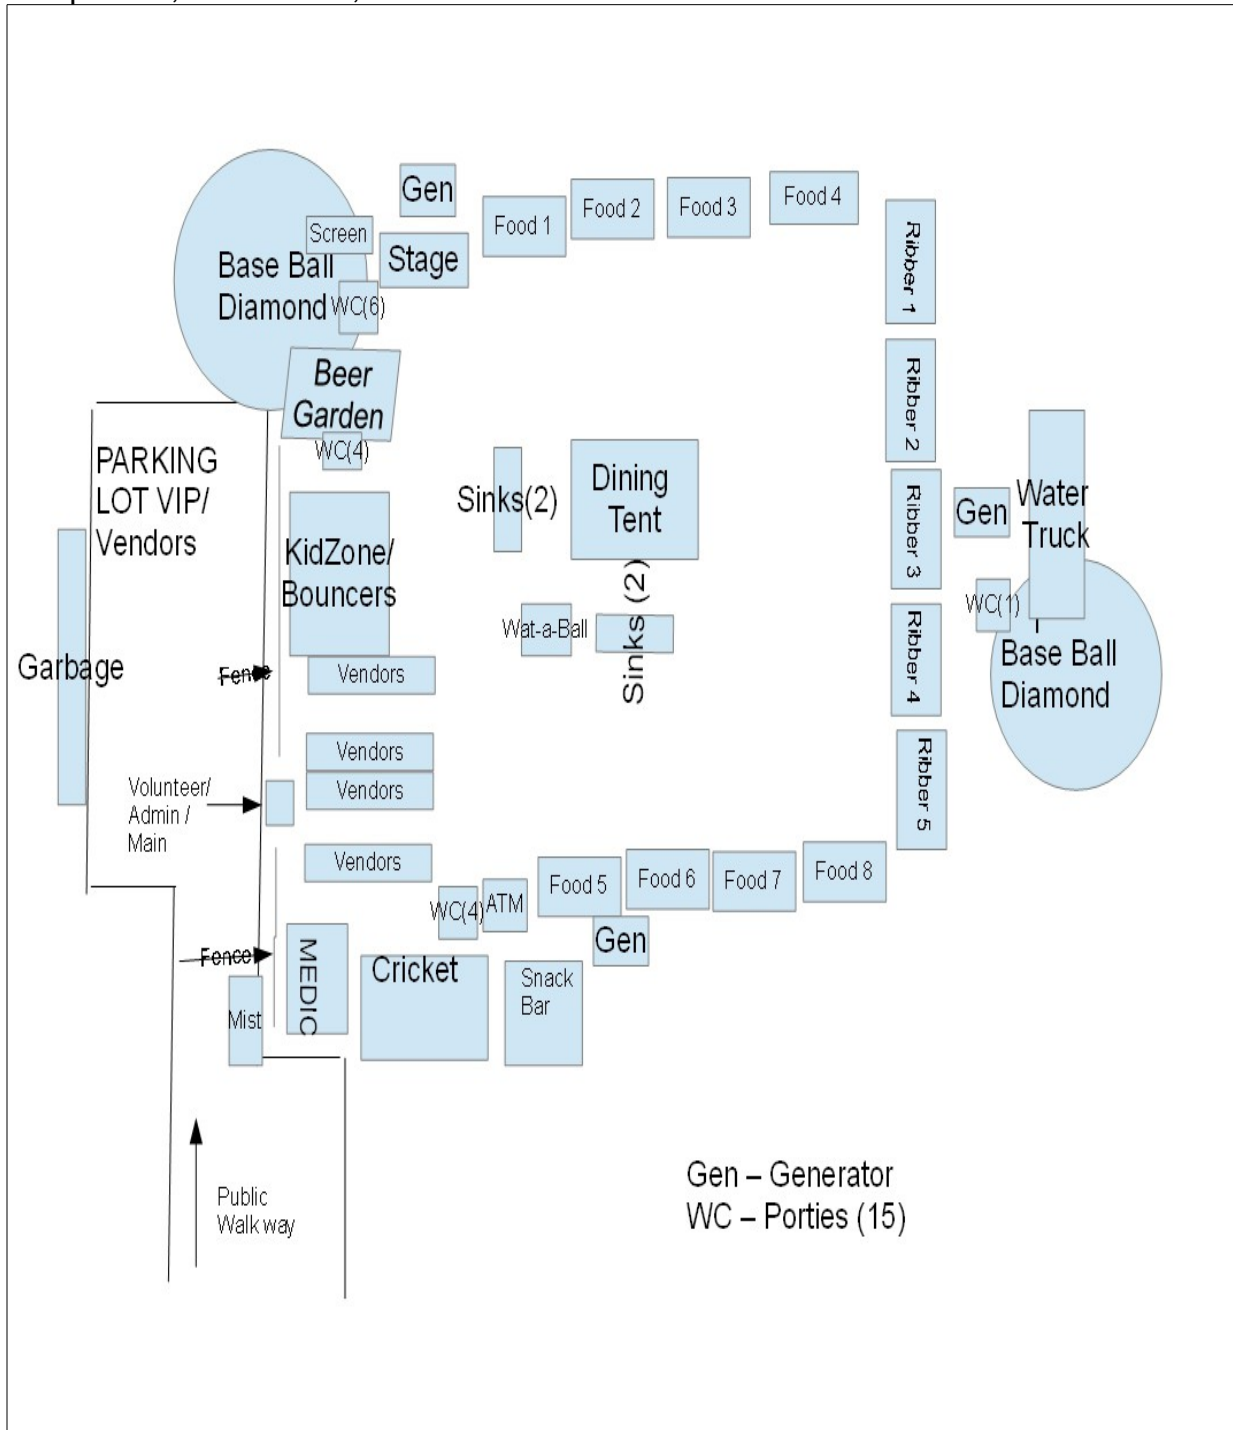 Gen
Screen
Stage
Food 1
Food 2
Food 3
Food 4
Base Ball
Diamond
WC(6)
Ribber 1
Beer
Garden
WC(4)
Ribber 2
PARKING
LOT VIP/
Vendors
Sinks(2)
Dining
Tent
Ribber 3
Gen
Water
Truck
KidZone/
Bouncers
WC(1)
Wat-a-Ball
Sinks (2)
Ribber 4
Base Ball
Diamond
Garbage
Fence
Vendors
Vendors
Vendors
Ribber 5
Volunteer/
Admin /
Main
Vendors
WC(4)
ATM
Food 5
Food 6
Food 7
Food 8
Gen
Fence
MEDIC
Cricket
Snack
Bar
Mist
Gen – Generator
WC – Porties (15)
Public
Walk way